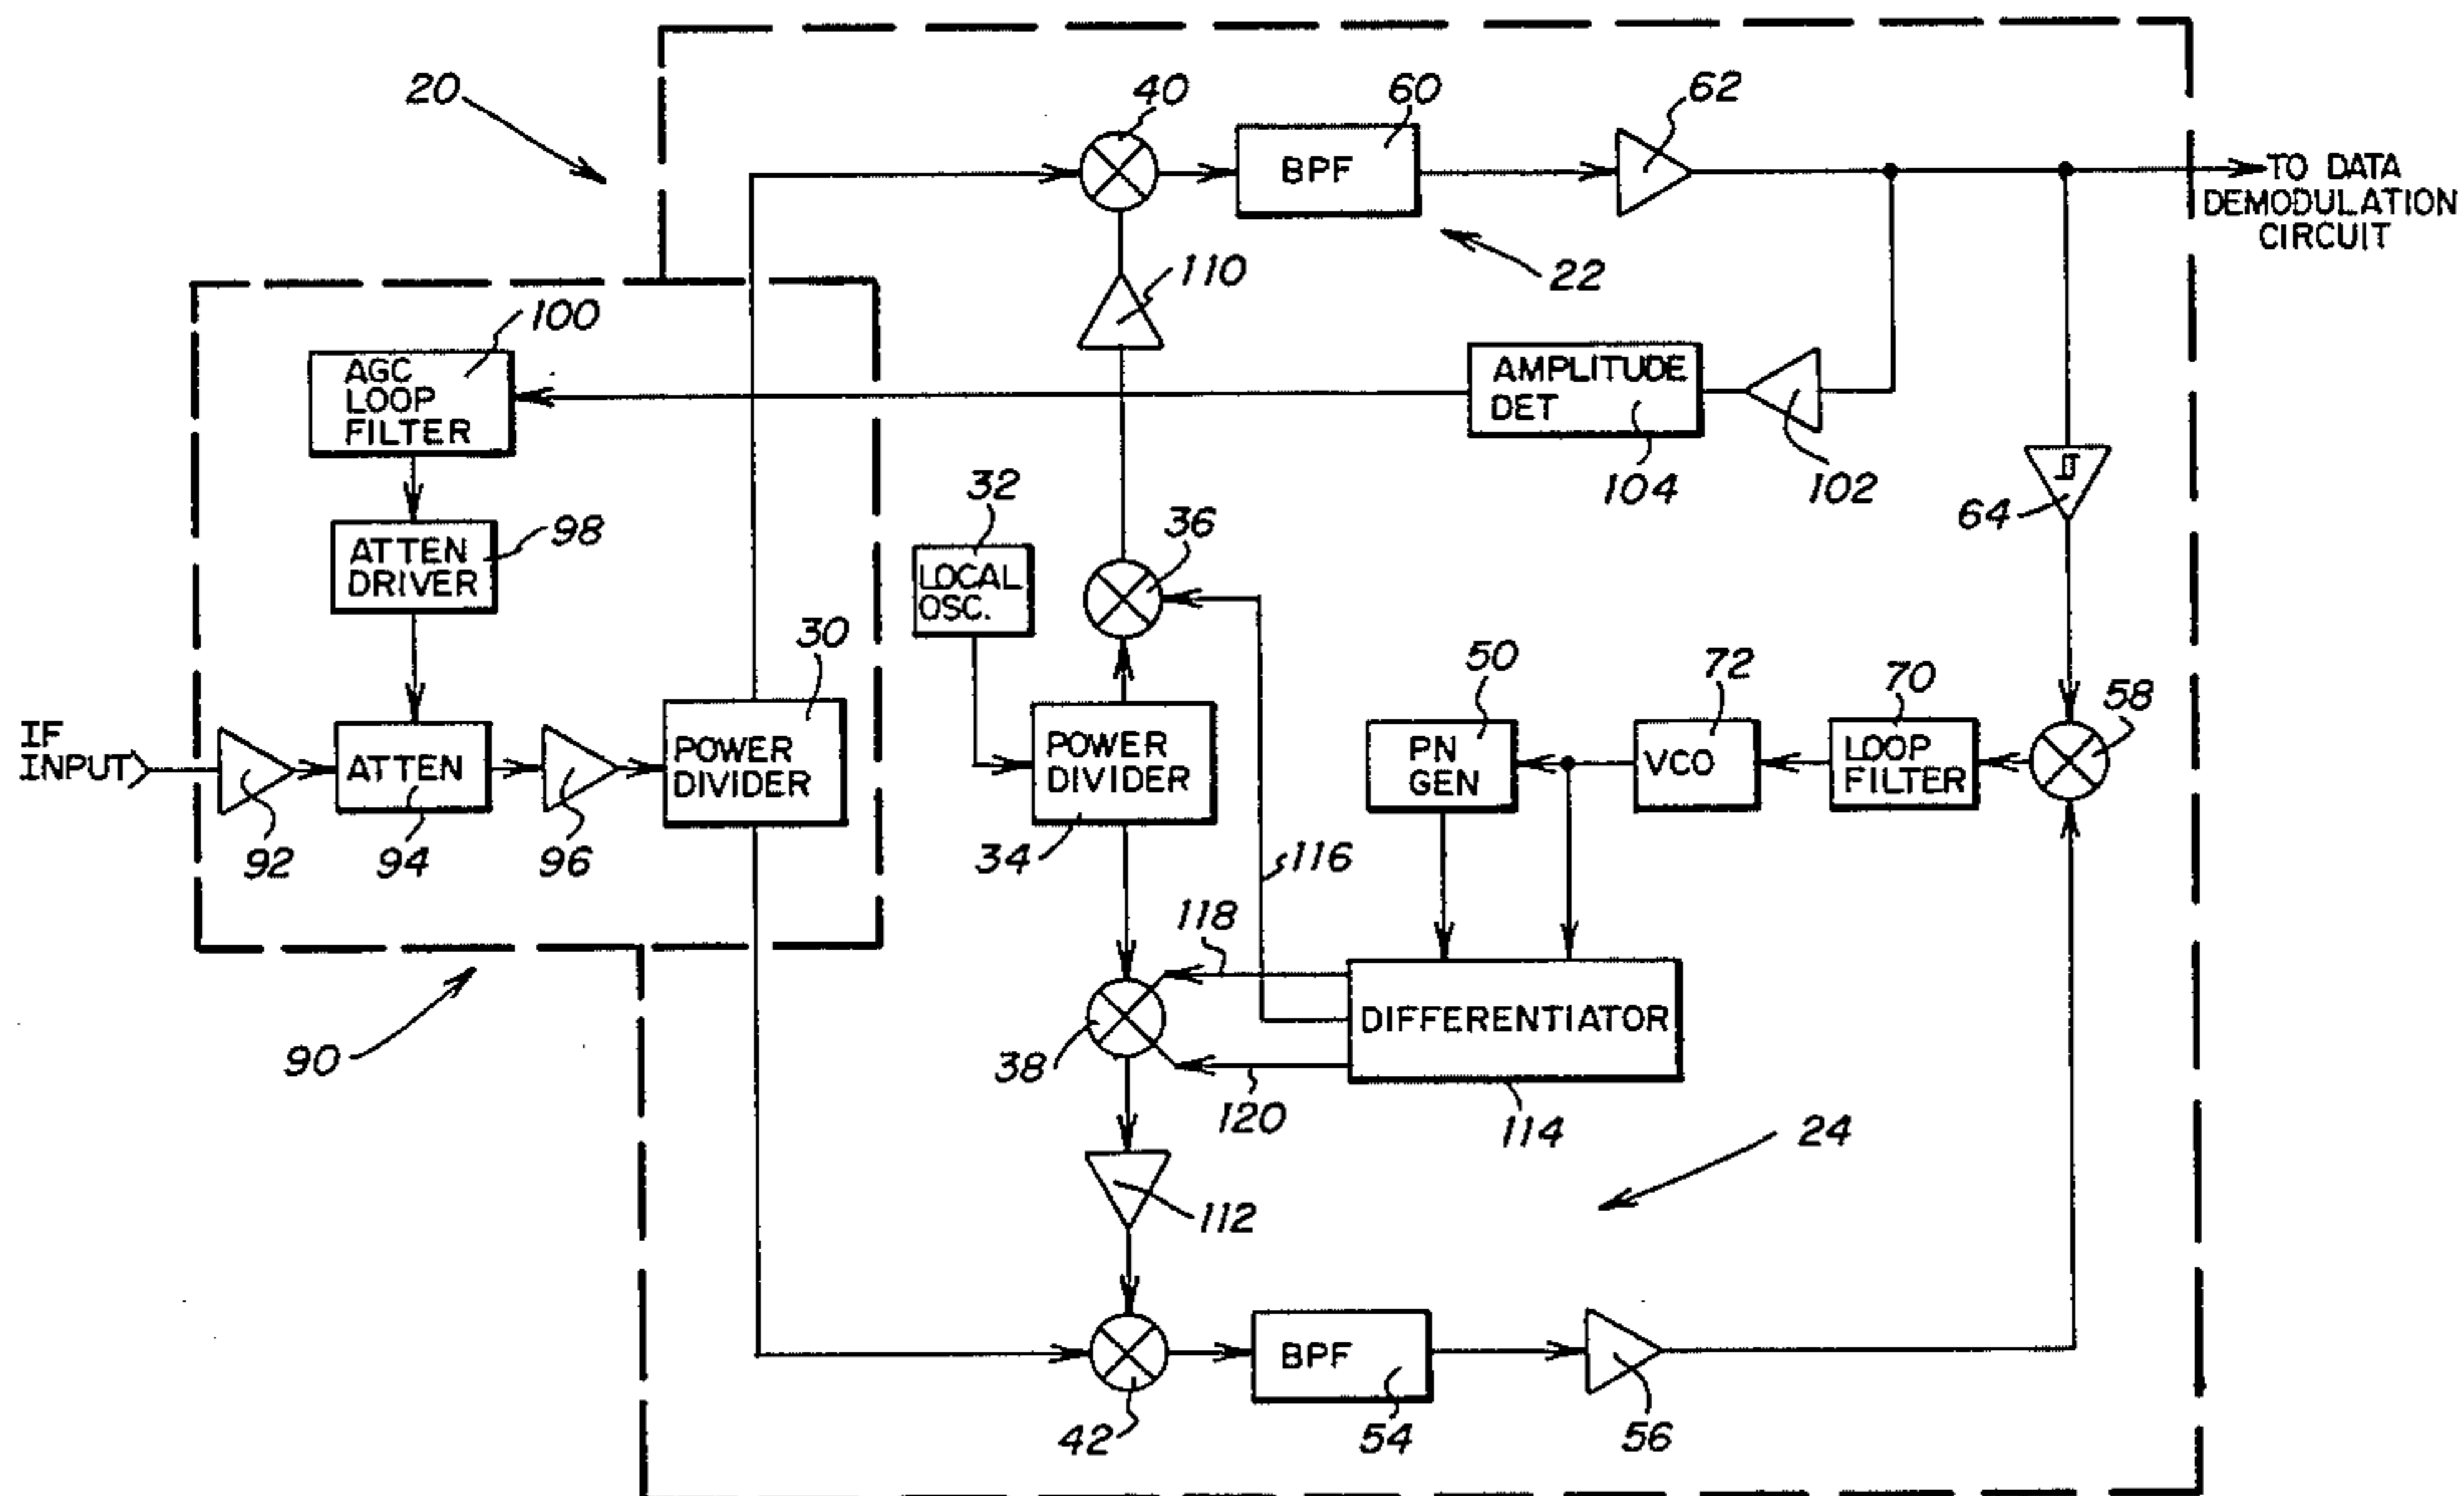 20
40
60
62
TO DATA
DEMODULATION
CIRCUIT
22
110
100
AGC
LOOP
FILTER
BPF
AMPLITUDE
DET
104
102
64
32
36
LOCAL
OSC.
ATTEN
DRIVER
98
30
50
72
70
58
IF
INPUT
92
ATTEN
94
96
POWER
DIVIDER
POWER
DIVIDER
34
PN
GEN
VCO
LOOP
FILTER
116
118
90
38
DIFFERENTIATOR
120
114
24
112
BPF
42
54
56